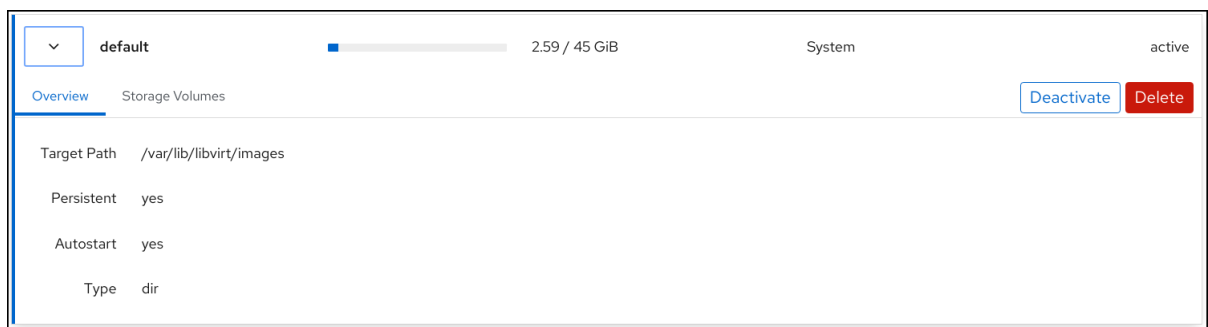 default 2.59 / 45 GiB System active
Overview Storage Volumes Deactivate Delete
Target Path /var/lib/libvirt/images
Persistent yes
Autostart yes
Type dir